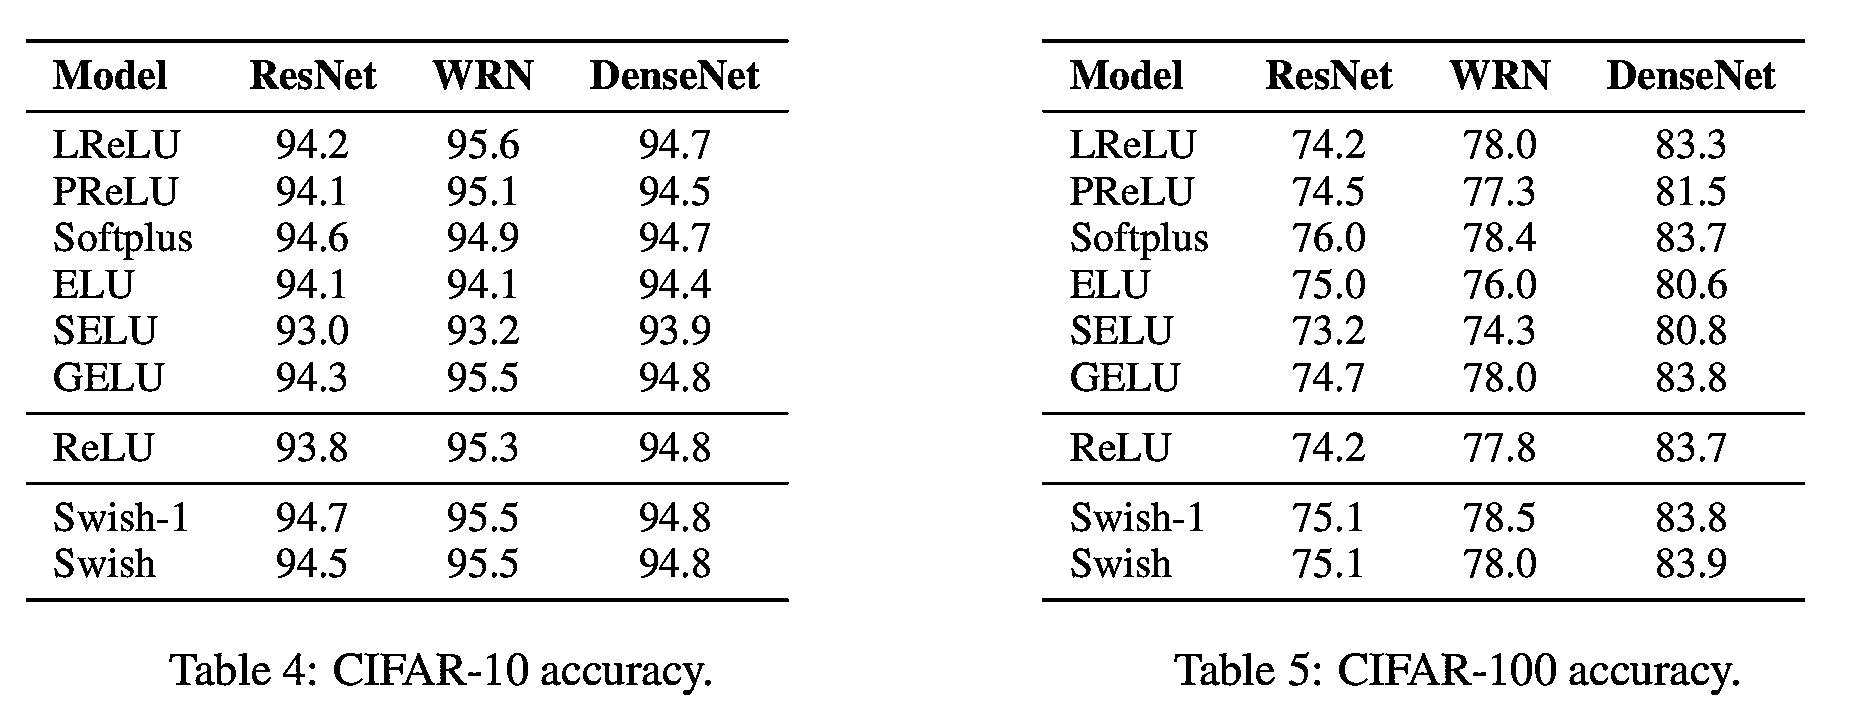 Model ResNet WRN DenseNet
LReLU 94.2 95.6 94.7
PReLU 94.1 95.1 94.5
Softplus 94.6 94.9 94.7
ELU 94.1 94.1 94.4
SELU 93.0 93.2 93.9
GELU 94.3 95.5 94.8
ReLU 93.8 95.3 94.8
Swish-1 94.7 95.5 94.8
Swish 94.5 95.5 94.8
Table 4: CIFAR-10 accuracy.
Model ResNet WRN DenseNet
LReLU 74.2 78.0 83.3
PReLU 74.5 77.3 81.5
Softplus 76.0 78.4 83.7
ELU 75.0 76.0 80.6
SELU 73.2 74.3 80.8
GELU 74.7 78.0 83.8
ReLU 74.2 77.8 83.7
Swish-1 75.1 78.5 83.8
Swish 75.1 78.0 83.9
Table 5: CIFAR-100 accuracy.